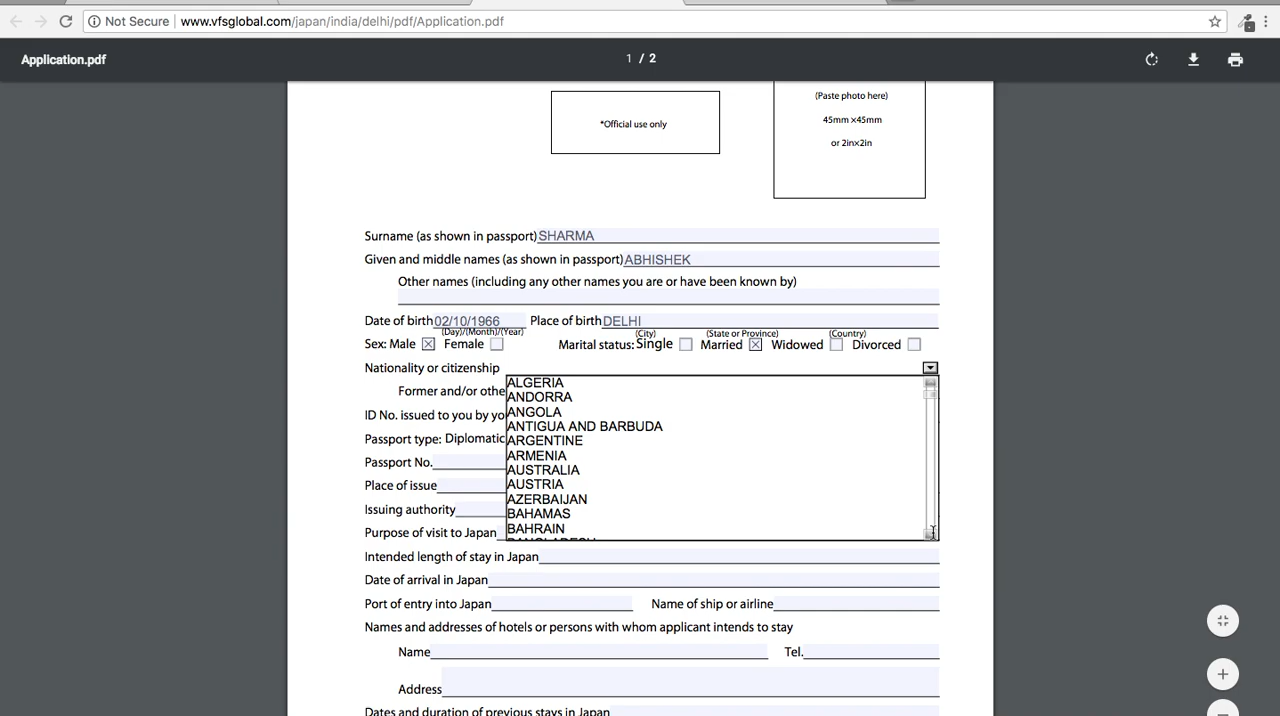 Not Secure www.vfsglobal.com/japan/india/delhi/pdf/Application.pdf
Application.pdf 1 / 2
(Paste photo here)
*Official use only
45mm ×45mm
or 2in×2in
Surname (as shown in passport) SHARMA
Given and middle names (as shown in passport) ABHISHEK
Other names (including any other names you are or have been known by)
Date of birth 02/10/1966 Place of birth DELHI
(Day)/(Month)/(Year) (City) (State or Province) (Country)
Sex: Male Female Marital status: Single Married Widowed Divorced
Nationality or citizenship
ALGERIA
Former and/or othe
ANDORRA
ANGOLA
ID No. issued to you by yo
ANTIGUA AND BARBUDA
Passport type: Diplomatic
ARGENTINE
ARMENIA
Passport No.
AUSTRALIA
Place of issue
AUSTRIA
AZERBAIJAN
Issuing authority
BAHAMAS
BAHRAIN
Purpose of visit to Japan
BANGLADESH
Intended length of stay in Japan
Date of arrival in Japan
Port of entry into Japan Name of ship or airline
Names and addresses of hotels or persons with whom applicant intends to stay
Name Tel.
Address
Dates and duration of previous stays in Japan